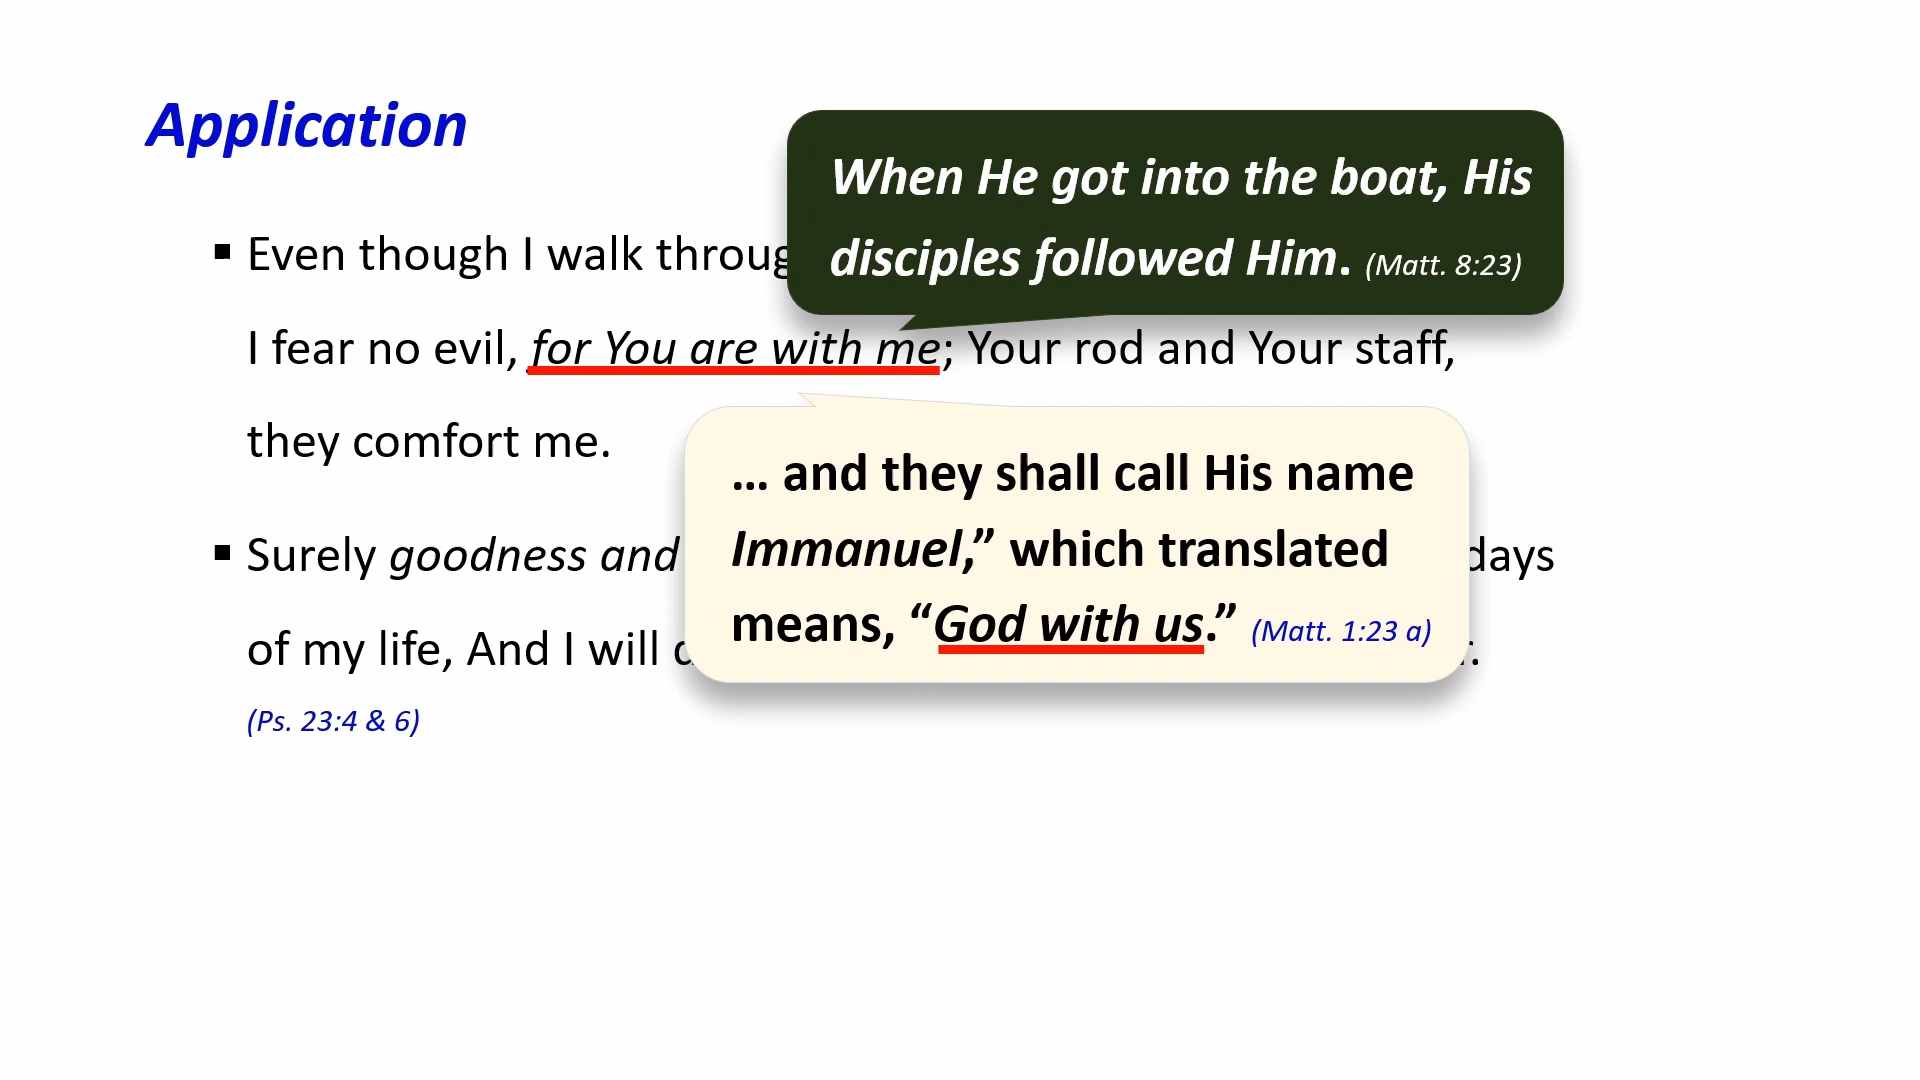 Application
When He got into the boat, His
disciples followed Him. (Matt. 8:23)
▪ Even though I walk
I fear no evil, for You are with me; Your rod and Your staff,
they comfort me.
… and they shall call His name
Immanuel,” which translated
means, “God with us.” (Matt. 1:23 a)
▪ Surely goodness and days
of my life, And I will
(Ps. 23:4 & 6)